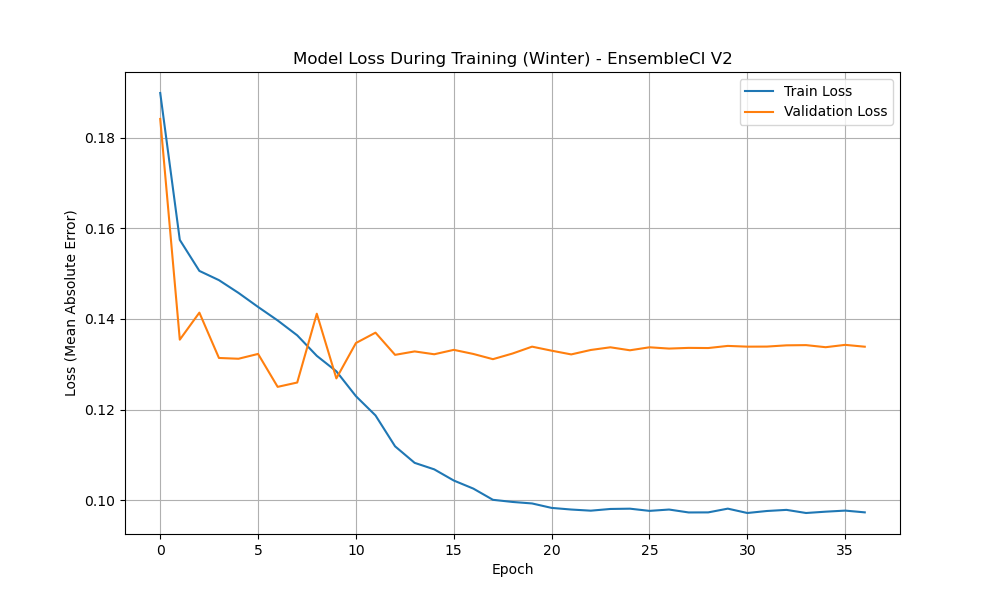 Model Loss During Training (Winter) - EnsembleCI V2
Train Loss
Validation Loss
Loss (Mean Absolute Error)
0.18
0.16
0.14
0.12
0.10
0 5 10 15 20 25 30 35
Epoch